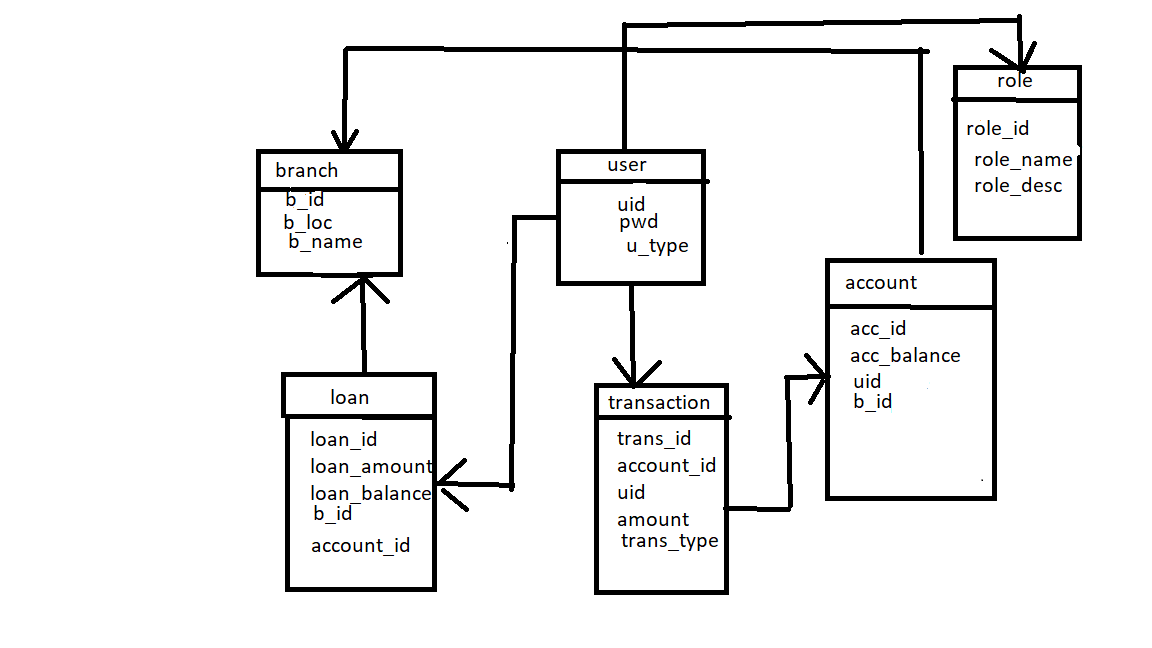 role
role_id
role_name
role_desc
branch
b_id
b_loc
b_name
user
uid
pwd
u_type
account
acc_id
acc_balance
uid
b_id
loan
loan_id
loan_amount
loan_balance
b_id
account_id
transaction
trans_id
account_id
uid
amount
trans_type